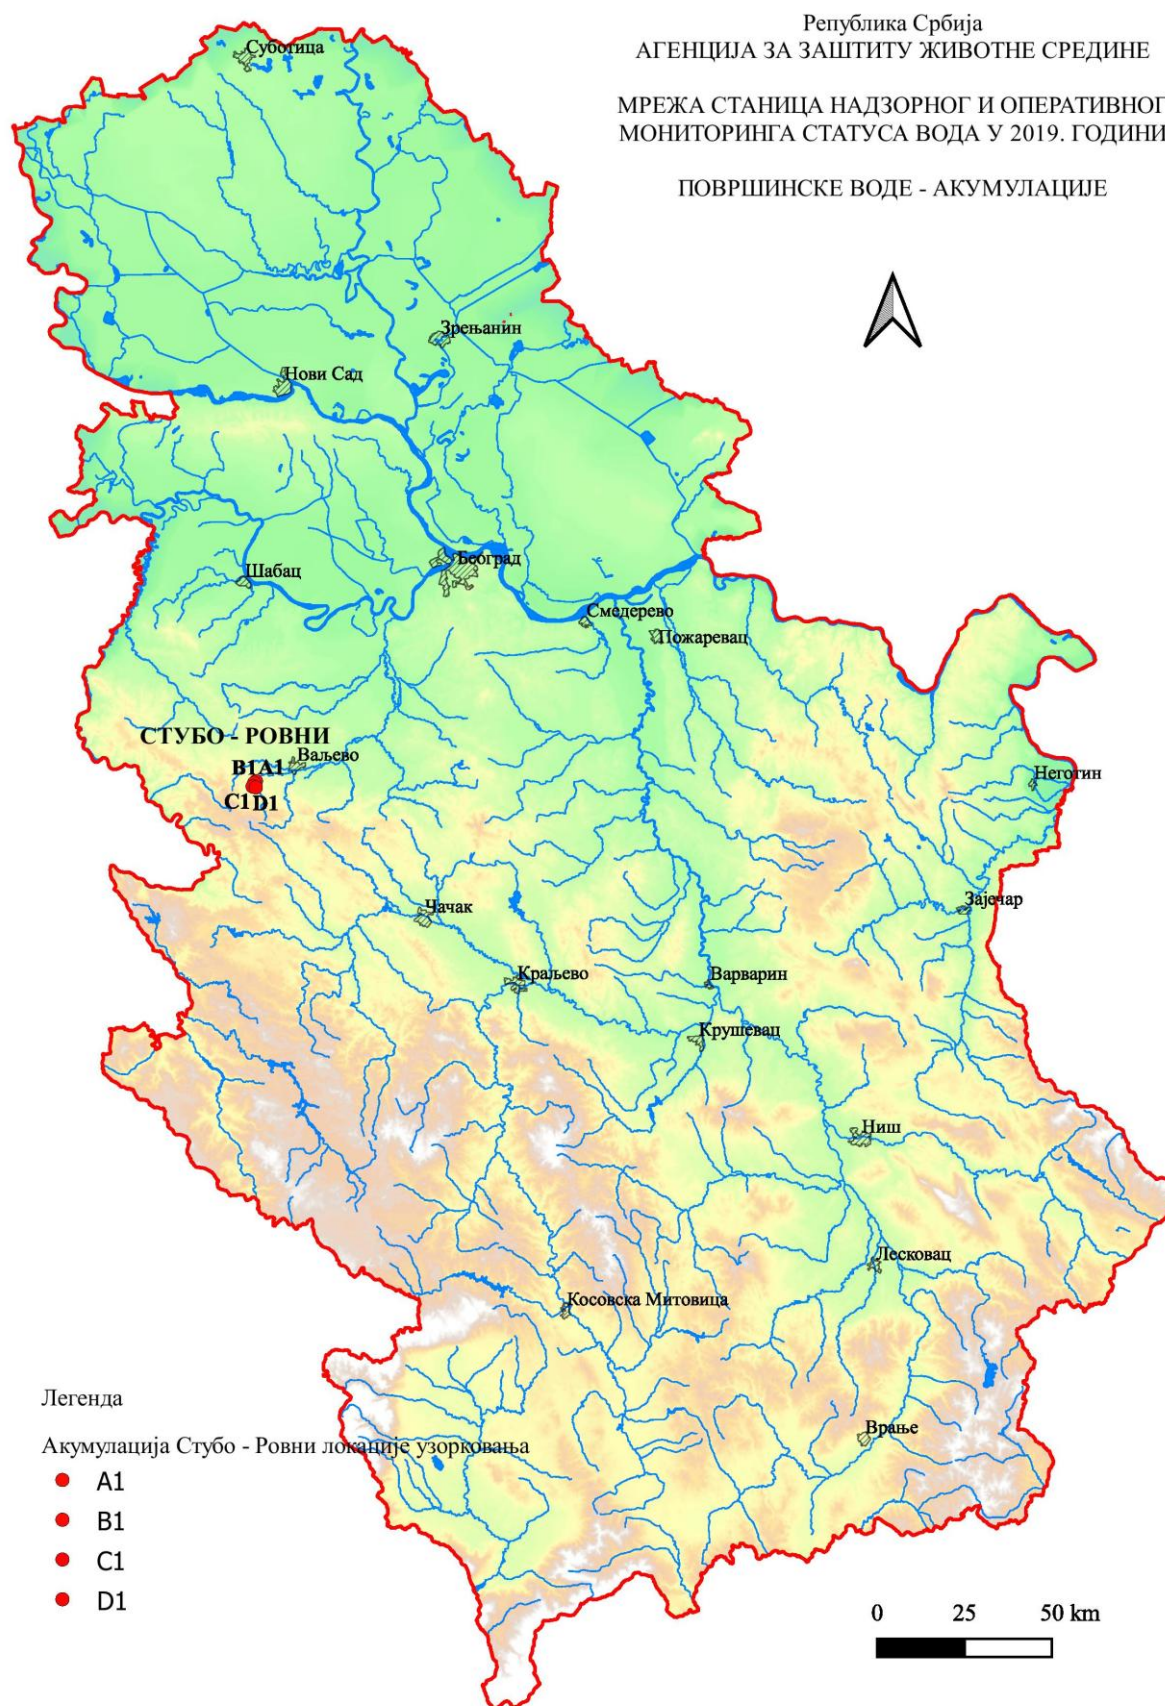 Република Србија
АГЕНЦИЈА ЗА ЗАШТИТУ ЖИВОТНЕ СРЕДИНЕ
МРЕЖА СТАНИЦА НАДЗОРНОГ И ОПЕРАТИВНОГ
МОНИТОРИНГА СТАТУСА ВОДА У 2019. ГОДИНИ
ПОВРШИНСКЕ ВОДЕ - АКУМУЛАЦИЈЕ
Суботица
Зрењанин
Нови Сад
Београд
Шабац
Смедерево
Пожаревац
СТУБО - РОВНИ
Ваљево
B1A1
C1D1
Неготин
Зајечар
Чачак
Краљево
Варварин
Крушевац
Ниш
Лесковац
Косовска Митовица
Врање
Легенда
Акумулација Стубо - Ровни локације узорковања
A1
B1
C1
D1
0 25 50 km